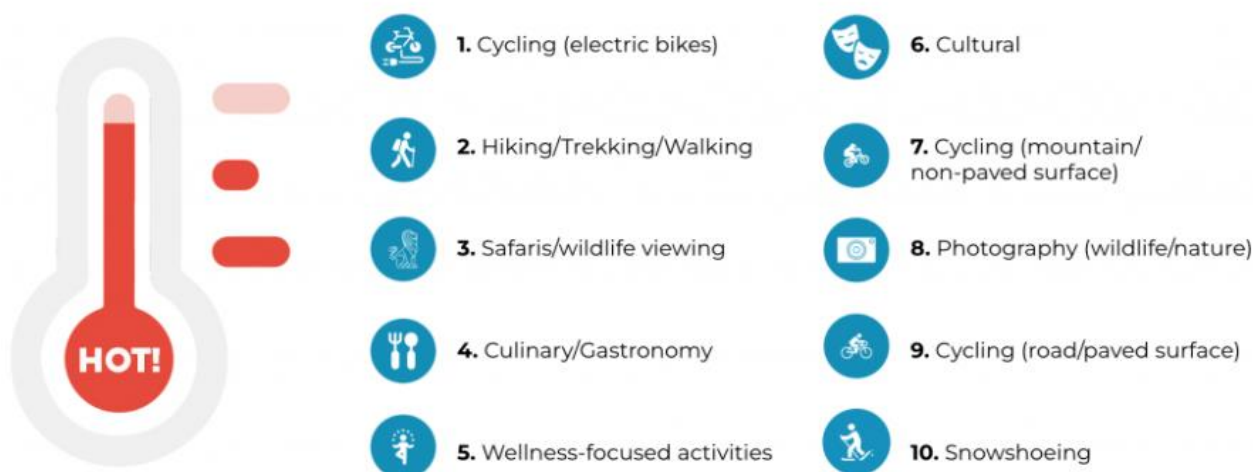 HOT!
1. Cycling (electric bikes)
2. Hiking/Trekking/Walking
3. Safaris/wildlife viewing
4. Culinary/Gastronomy
5. Wellness-focused activities
6. Cultural
7. Cycling (mountain/
non-paved surface)
8. Photography (wildlife/nature)
9. Cycling (road/paved surface)
10. Snowshoeing